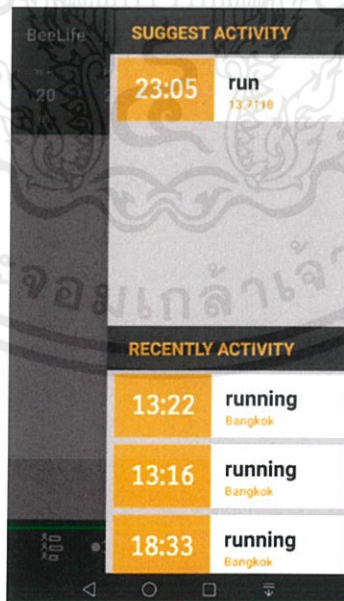 BeeLife
SUGGEST ACTIVITY
20
23:05
run
RECENTLY ACTIVITY
13:22
running
Bangkok
13:16
running
Bangkok
18:33
running
Bangkok